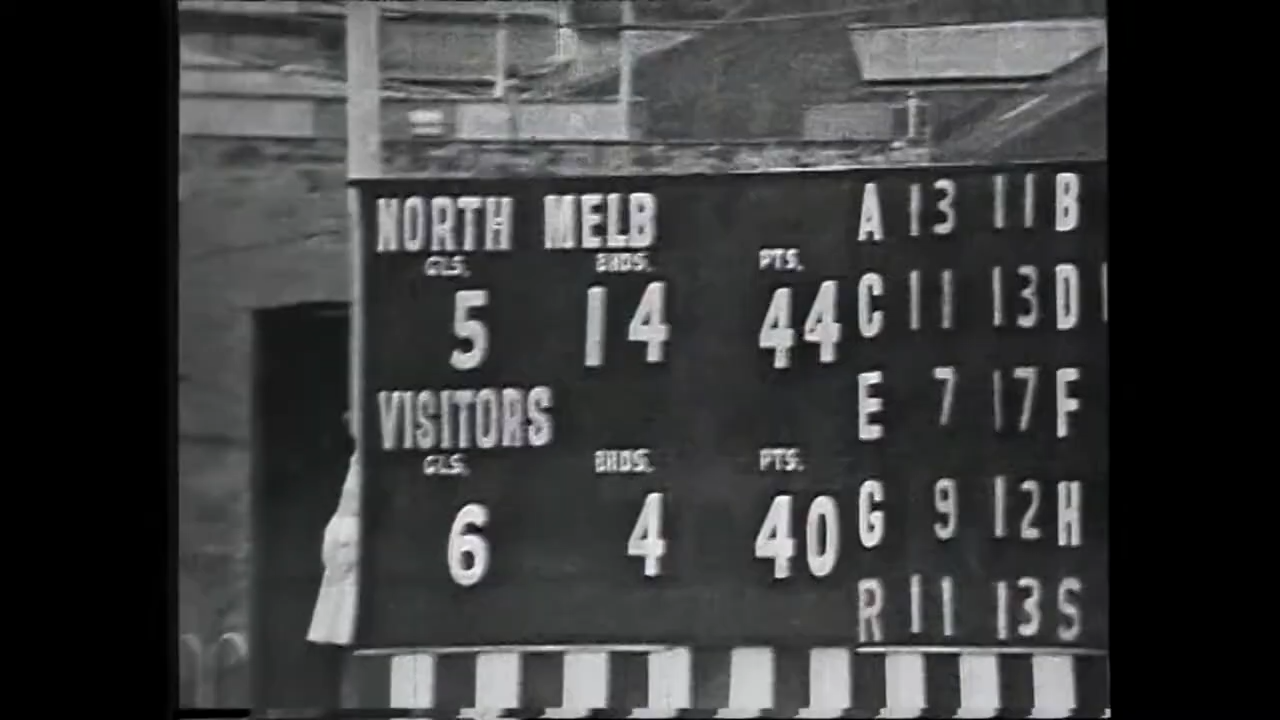 NORTH MELB
GLS. BHDS. PTS.
5 14 44
VISITORS
GLS. BHDS. PTS.
6 4 40
A 13 11 B
C 11 13 D 1
E 7 17 F
G 9 12 H
R 11 13 S